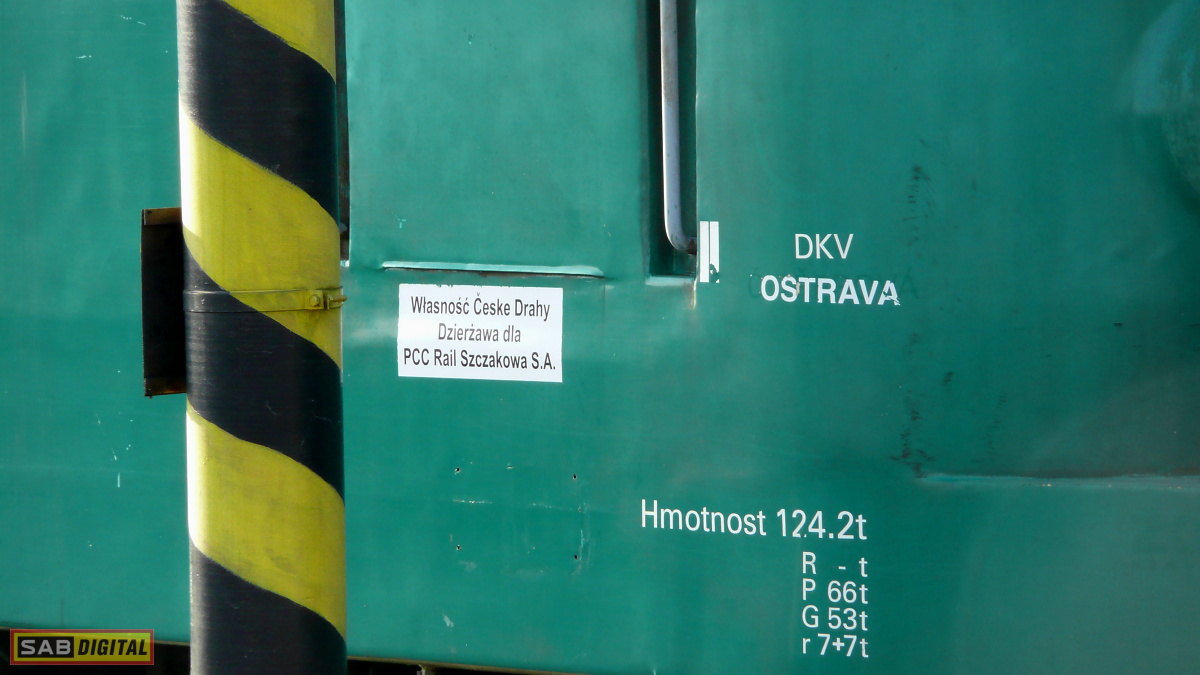 DKV
OSTRAVA
Własność Česke Drahy
Dzierżawa dla
PCC Rail Szczakowa S.A.
Hmotnost 124.2t
R - t
P 66t
G 53t
r 7+7t
SAB DIGITAL